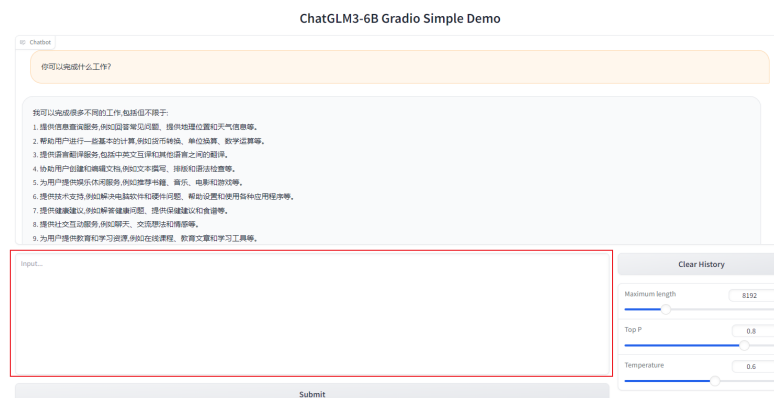 ChatGLM3-6B Gradio Simple Demo
Chatbot
你可以完成什么工作?
我可以完成很多不同的工作,包括但不限于:
1. 提供信息查询服务,例如回答常见问题、提供地理位置和天气信息等。
2. 帮助用户进行一些基本的计算,例如货币转换、单位换算、数学运算等。
3. 提供语言翻译服务,包括中英文互译和其他语言之间的翻译。
4. 协助用户创建和编辑文档,例如文本撰写、排版和语法检查等。
5. 为用户提供娱乐休闲服务,例如推荐书籍、音乐、电影和游戏等。
6. 提供技术支持,例如解决电脑软件和硬件问题、帮助设置和使用各种应用程序等。
7. 提供健康建议,例如解答健康问题、提供保健建议和食谱等。
8. 提供社交互动服务,例如聊天、交流想法和情感等。
9. 为用户提供教育和学习资源,例如在线课程、教育文章和学习工具等。
Input...
Clear History
Maximum length
8192
Top P
0.8
Temperature
0.6
Submit